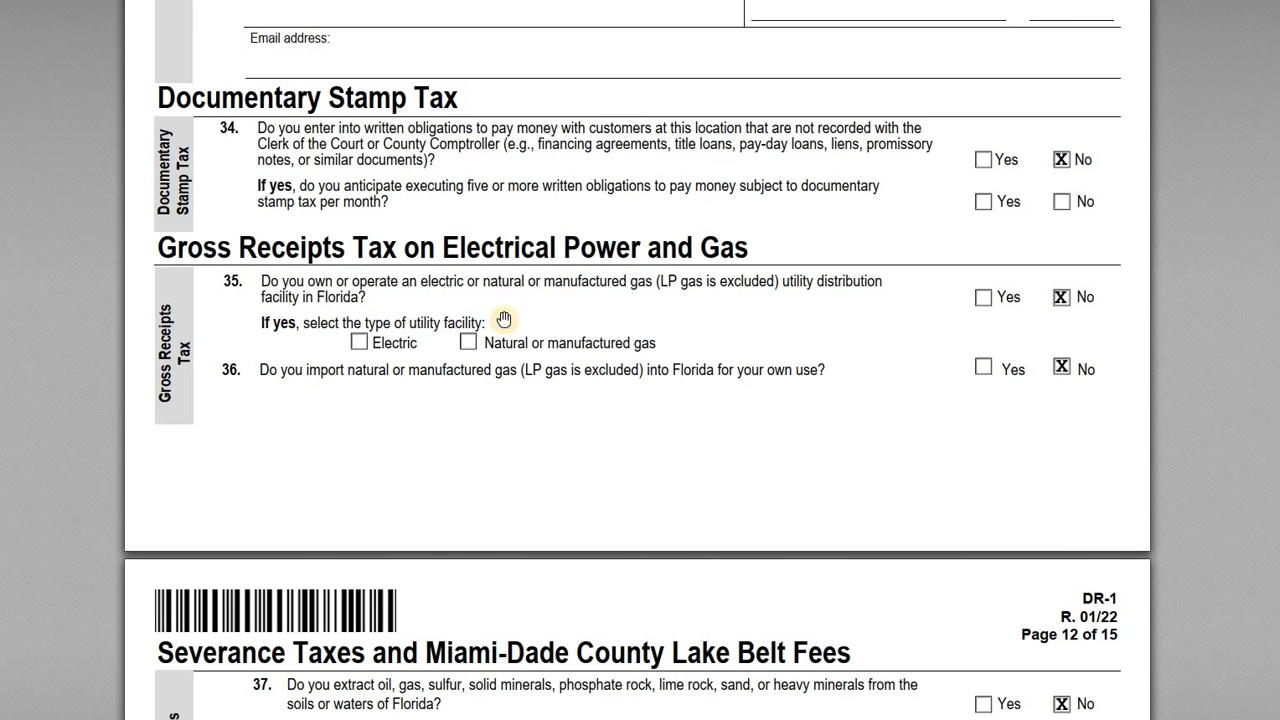 Email address:
Documentary Stamp Tax
Documentary
Stamp Tax
34. Do you enter into written obligations to pay money with customers at this location that are not recorded with the
Clerk of the Court or County Comptroller (e.g., financing agreements, title loans, pay-day loans, liens, promissory
notes, or similar documents)? Yes X No
If yes, do you anticipate executing five or more written obligations to pay money subject to documentary
stamp tax per month? Yes No
Gross Receipts Tax on Electrical Power and Gas
Gross Receipts
Tax
35. Do you own or operate an electric or natural or manufactured gas (LP gas is excluded) utility distribution
facility in Florida? Yes X No
If yes, select the type of utility facility:
Electric Natural or manufactured gas
36. Do you import natural or manufactured gas (LP gas is excluded) into Florida for your own use? Yes X No
DR-1
R. 01/22
Page 12 of 15
Severance Taxes and Miami-Dade County Lake Belt Fees
37. Do you extract oil, gas, sulfur, solid minerals, phosphate rock, lime rock, sand, or heavy minerals from the
soils or waters of Florida? Yes X No